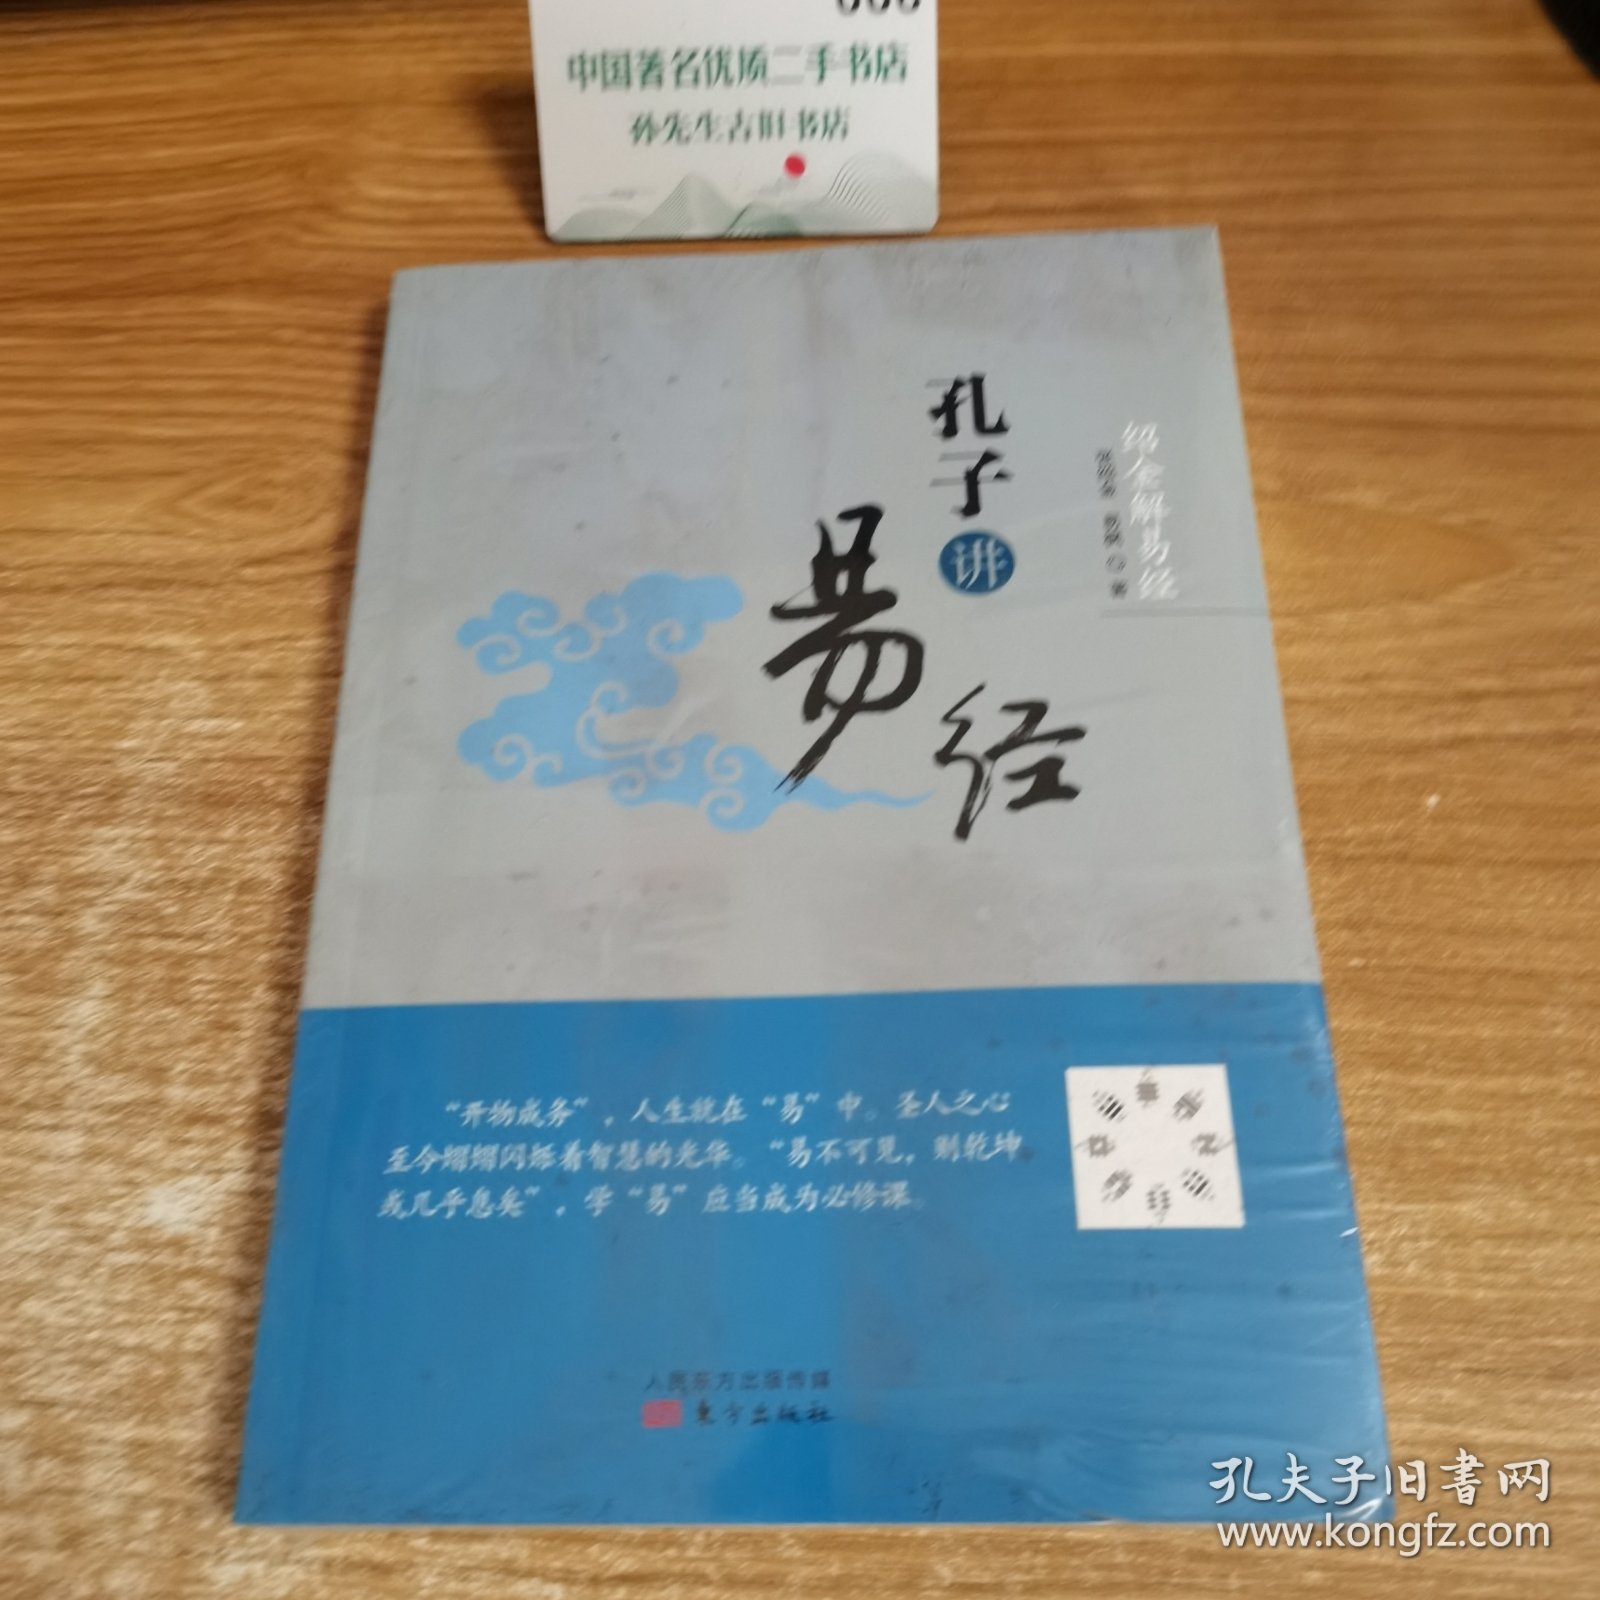 中国著名优质二手书店
孙先生古旧书店
绍金解易经
孔子讲
易经
“开物成务”，人生就在“易”中。圣人之心
至今熠熠闪烁着智慧的光华。“易不可见，则乾坤
或几乎息矣”，学“易”应当成为必修课。
人民东方出版传媒
东方出版社
孔夫子旧书网
www.kongfz.com